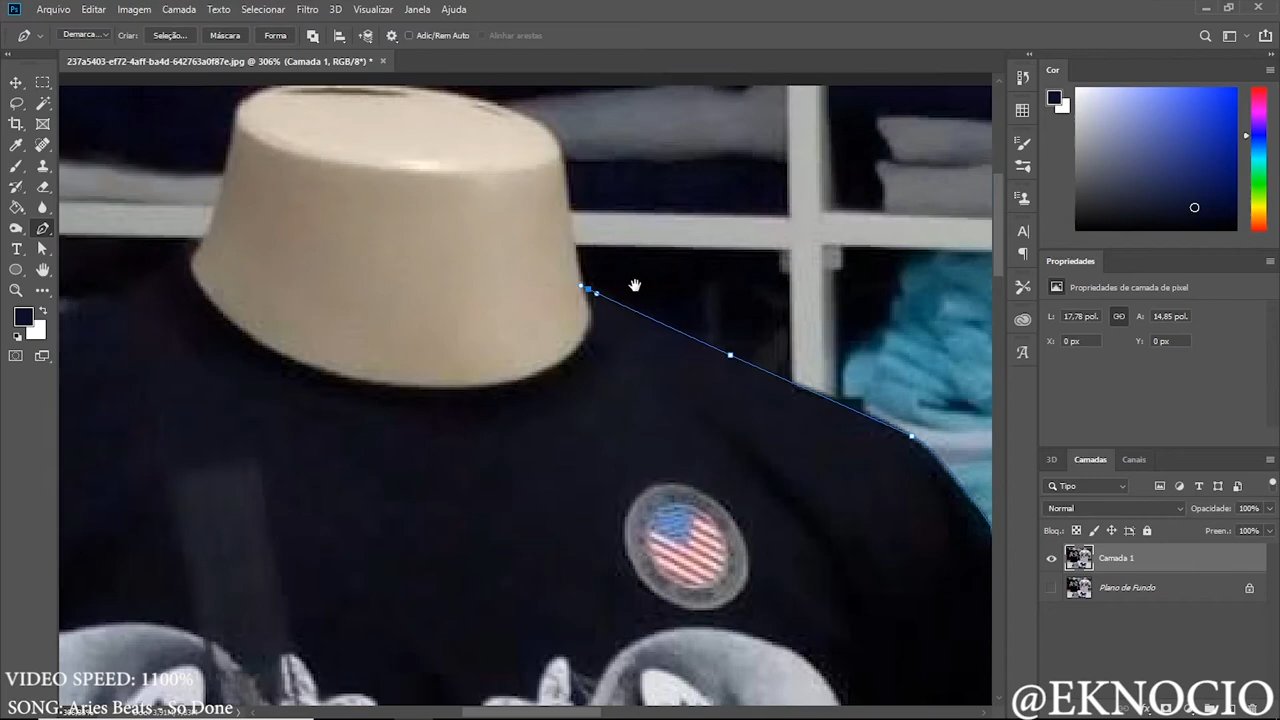 Ps Arquivo Editar Imagem Camada Texto Selecionar Filtro 3D Visualizar Janela Ajuda
Demarca... Criar: Seleção... Máscara Forma Adic/Rem Auto Alinhar arestas
237a5403-ef72-4aff-ba4d-642763a0f87e.jpg @ 306% (Camada 1, RGB/8*) *
Cor
Propriedades
Propriedades de camada de pixel
L: 17,78 pol. A: 14,85 pol.
X: 0 px Y: 0 px
3D Camadas Canais
Tipo
Normal Opacidade: 100%
Bloq.: Preen.: 100%
Camada 1
Plano de Fundo
VIDEO SPEED: 1100%
SONG: Aries Beats - So Done
@EKNOCIO